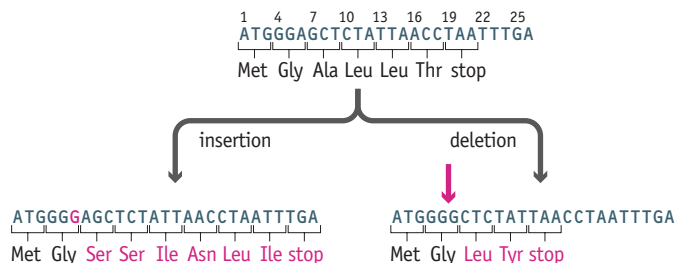 1 4 7 10 13 16 19 22 25
ATGGGAGCTCTATTAACCTAATTTGA
Met Gly Ala Leu Leu Thr stop
insertion
deletion
ATGGGGAGCTCTATTAACCTAATTTGA
Met Gly Ser Ser Ile Asn Leu Ile stop
ATGGGGCTCTATTAACCTAATTTGA
Met Gly Leu Tyr stop